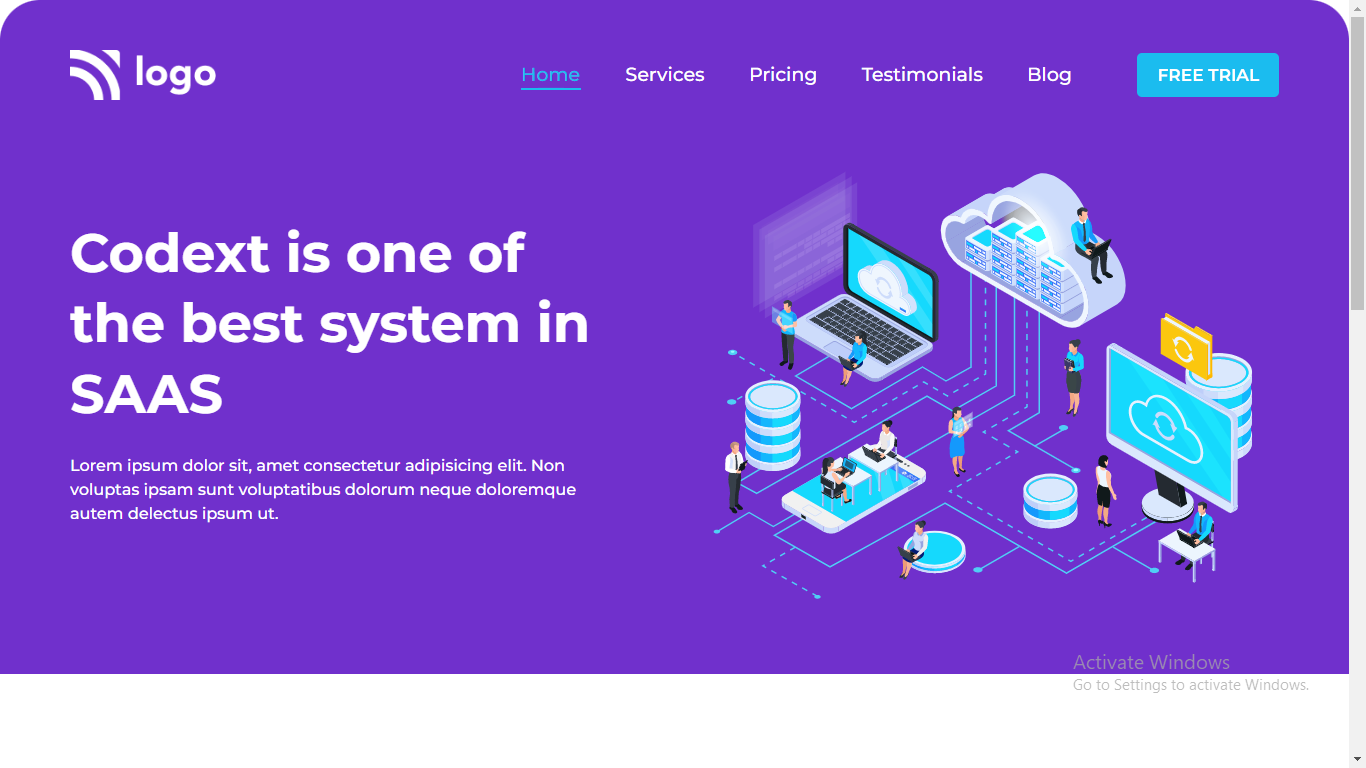 logo
Home Services Pricing Testimonials Blog FREE TRIAL
Codext is one of
the best system in
SAAS
Lorem ipsum dolor sit, amet consectetur adipisicing elit. Non
voluptas ipsam sunt voluptatibus dolorum neque doloremque
autem delectus ipsum ut.
Activate Windows
Go to Settings to activate Windows.